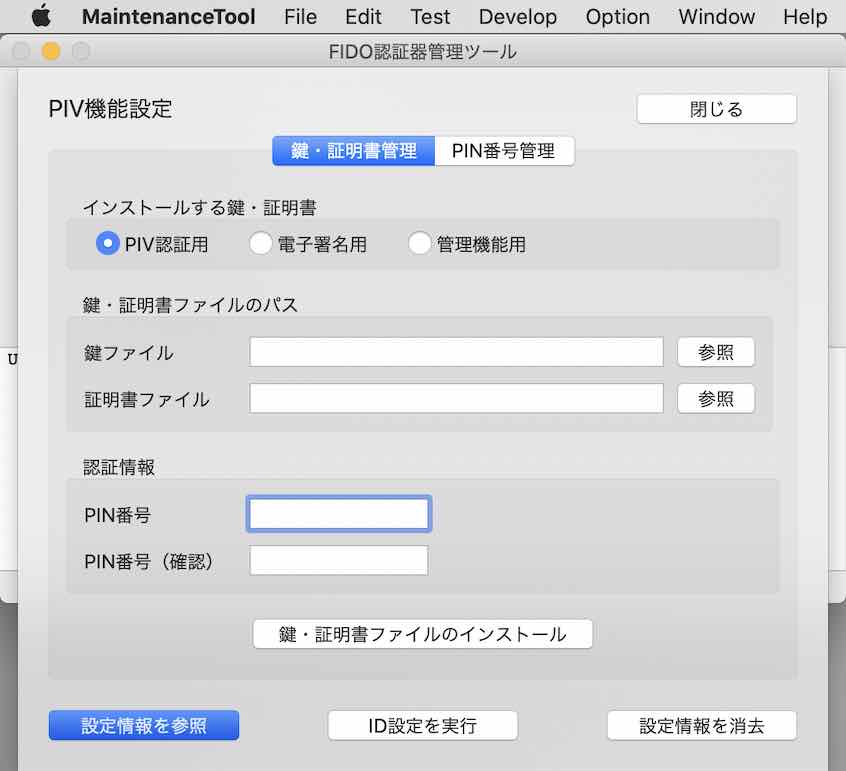 MaintenanceTool File Edit Test Develop Option Window Help
FIDO認証器管理ツール
PIV機能設定 閉じる
鍵・証明書管理 PIN番号管理
インストールする鍵・証明書
PIV認証用 電子署名用 管理機能用
鍵・証明書ファイルのパス
U
鍵ファイル 参照
証明書ファイル 参照
認証情報
PIN番号
PIN番号（確認）
鍵・証明書ファイルのインストール
設定情報を参照 ID設定を実行 設定情報を消去